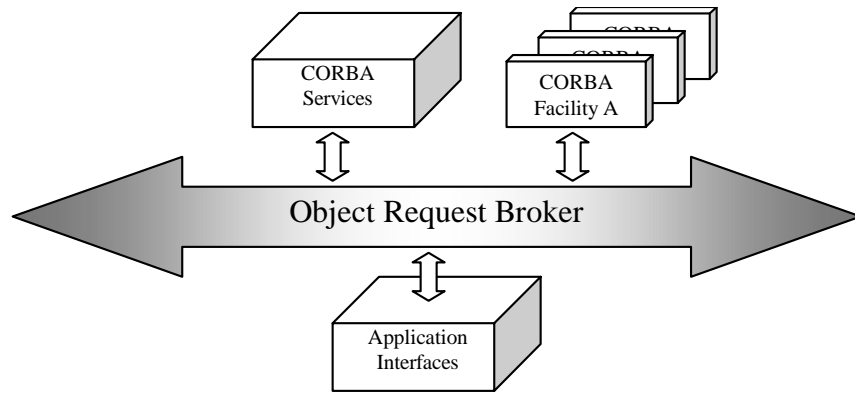 CORBA
Services
CORBA
Facility A
Object Request Broker
Application
Interfaces